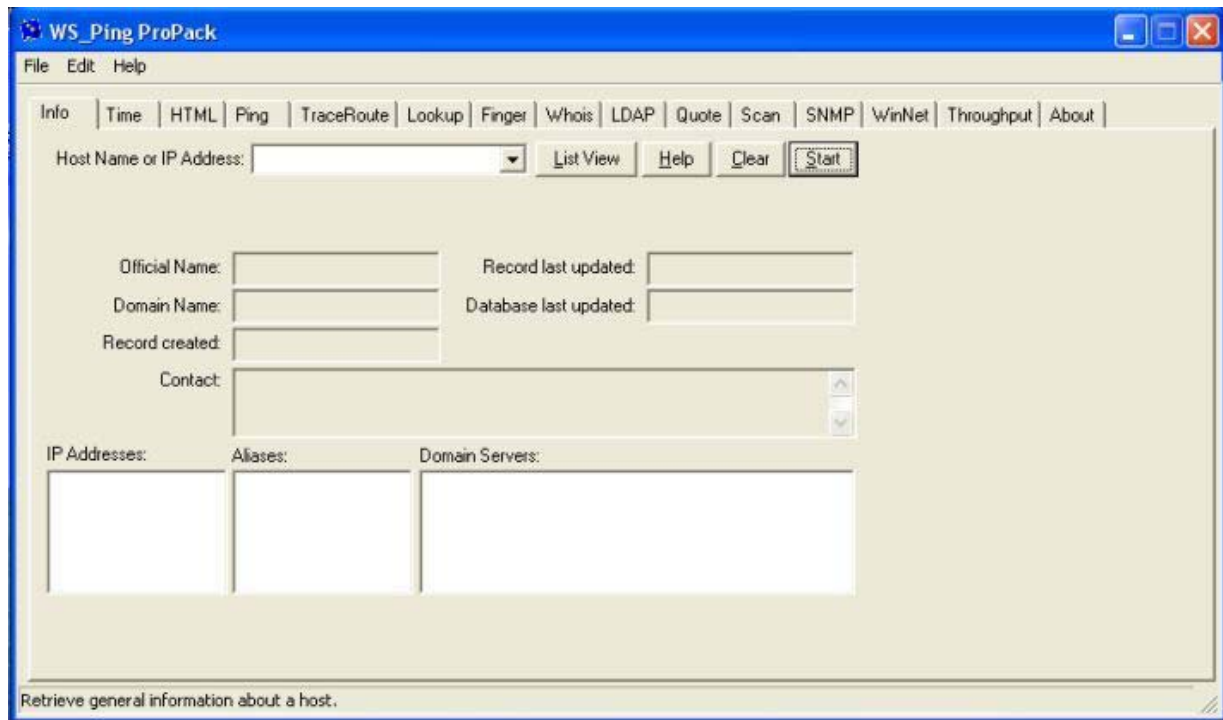 WS_Ping ProPack
File Edit Help
Info Time HTML Ping TraceRoute Lookup Finger Whois LDAP Quote Scan SNMP WinNet Throughput About
Host Name or IP Address: List View Help Clear Start
Official Name: Record last updated:
Domain Name: Database last updated:
Record created:
Contact:
IP Addresses: Aliases: Domain Servers:
Retrieve general information about a host.